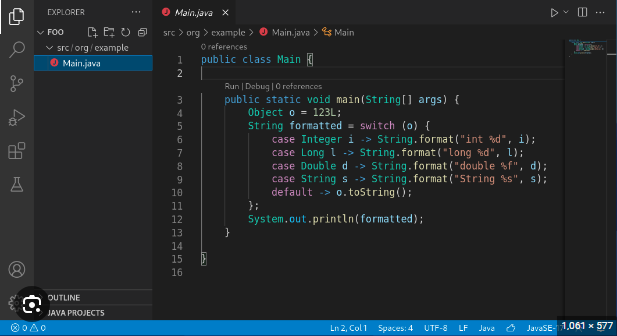 EXPLORER
FOO
src / org / example
Main.java
OUTLINE
JAVA PROJECTS
Main.java
src > org > example > Main.java > Main
0 references
1 public class Main {
2
Run | Debug | 0 references
3 public static void main(String[] args) {
4 Object o = 123L;
5 String formatted = switch (o) {
6 case Integer i -> String.format("int %d", i);
7 case Long l -> String.format("long %d", l);
8 case Double d -> String.format("double %f", d);
9 case String s -> String.format("String %s", s);
10 default -> o.toString();
11 };
12 System.out.println(formatted);
13 }
14
15 }
16
0 0
Ln 2, Col 1 Spaces: 4 UTF-8 LF Java JavaSE-
1,061 × 577